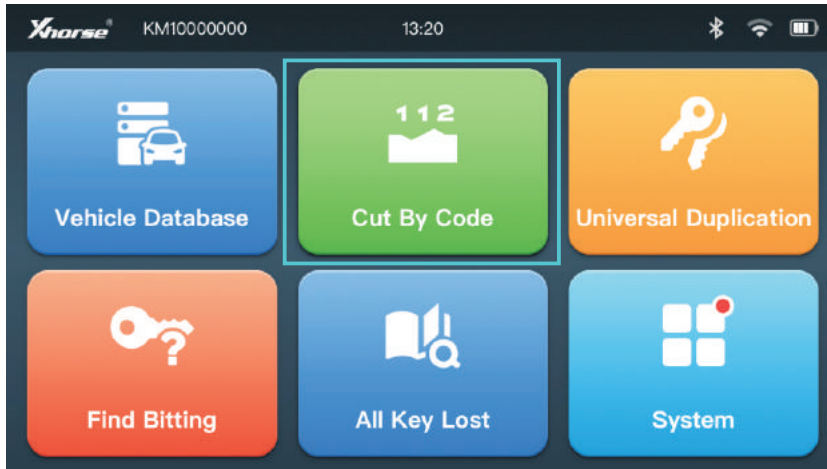 Xhorse® KM10000000 13:20
112
Vehicle Database Cut By Code Universal Duplication
?
Find Bitting All Key Lost System